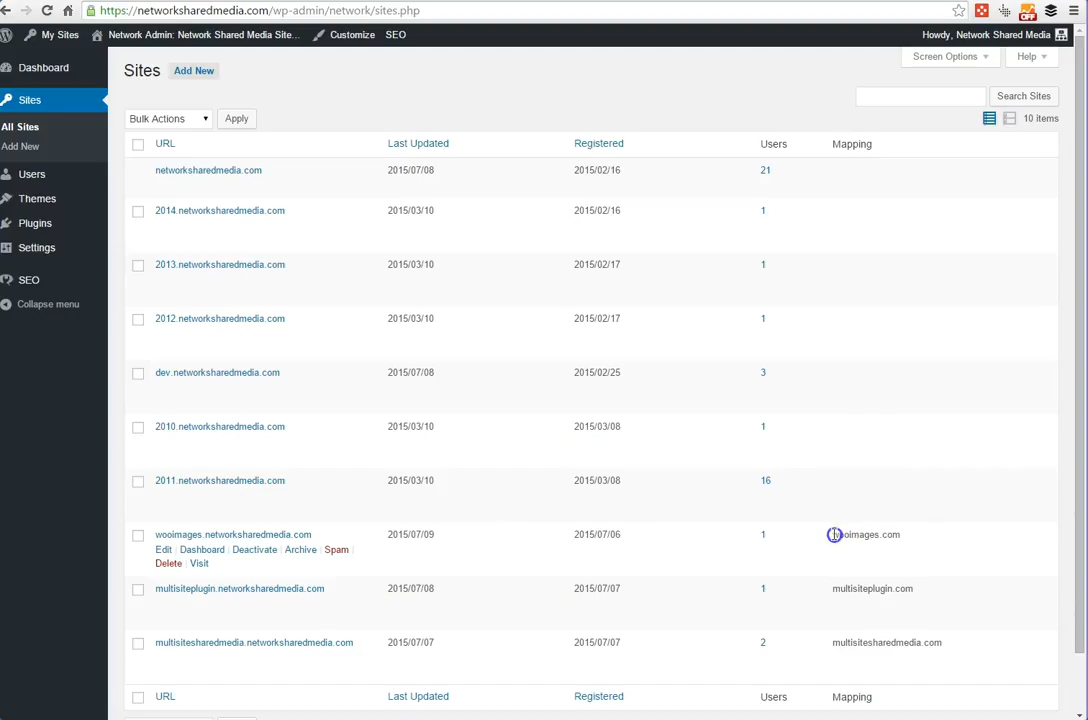 https://networksharedmedia.com/wp-admin/network/sites.php
OFF
My Sites
Network Admin: Network Shared Media Site...
Customize
SEO
Howdy, Network Shared Media
Dashboard
Sites
All Sites
Add New
Users
Themes
Plugins
Settings
SEO
Collapse menu
Sites
Add New
Screen Options
Help
Search Sites
Bulk Actions
Apply
10 items
URL Last Updated Registered Users Mapping
networksharedmedia.com 2015/07/08 2015/02/16 21
2014.networksharedmedia.com 2015/03/10 2015/02/16 1
2013.networksharedmedia.com 2015/03/10 2015/02/17 1
2012.networksharedmedia.com 2015/03/10 2015/02/17 1
dev.networksharedmedia.com 2015/07/08 2015/02/25 3
2010.networksharedmedia.com 2015/03/10 2015/03/08 1
2011.networksharedmedia.com 2015/03/10 2015/03/08 16
wooimages.networksharedmedia.com 2015/07/09 2015/07/06 1 wooimages.com
Edit | Dashboard | Deactivate | Archive | Spam |
Delete | Visit
multisiteplugin.networksharedmedia.com 2015/07/08 2015/07/07 1 multisiteplugin.com
multisitesharedmedia.networksharedmedia.com 2015/07/07 2015/07/07 2 multisitesharedmedia.com
URL Last Updated Registered Users Mapping